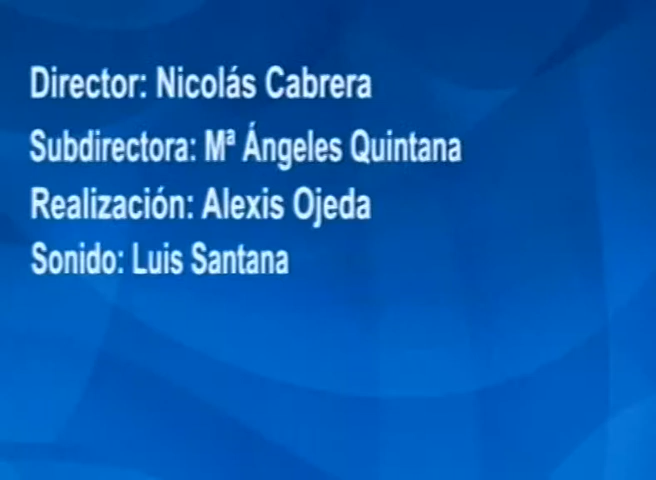 Director: Nicolás Cabrera
Subdirectora: Mª Ángeles Quintana
Realización: Alexis Ojeda
Sonido: Luis Santana